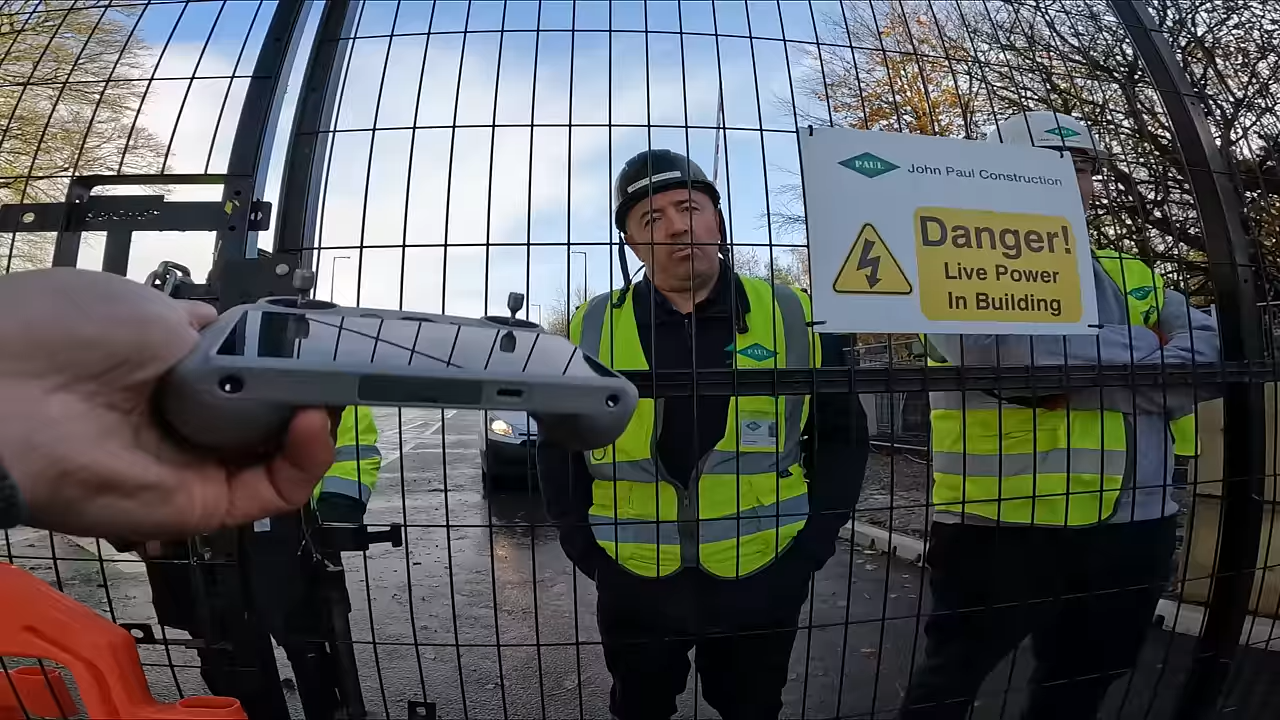 PAUL
John Paul Construction
Danger!
Live Power
In Building
PAUL